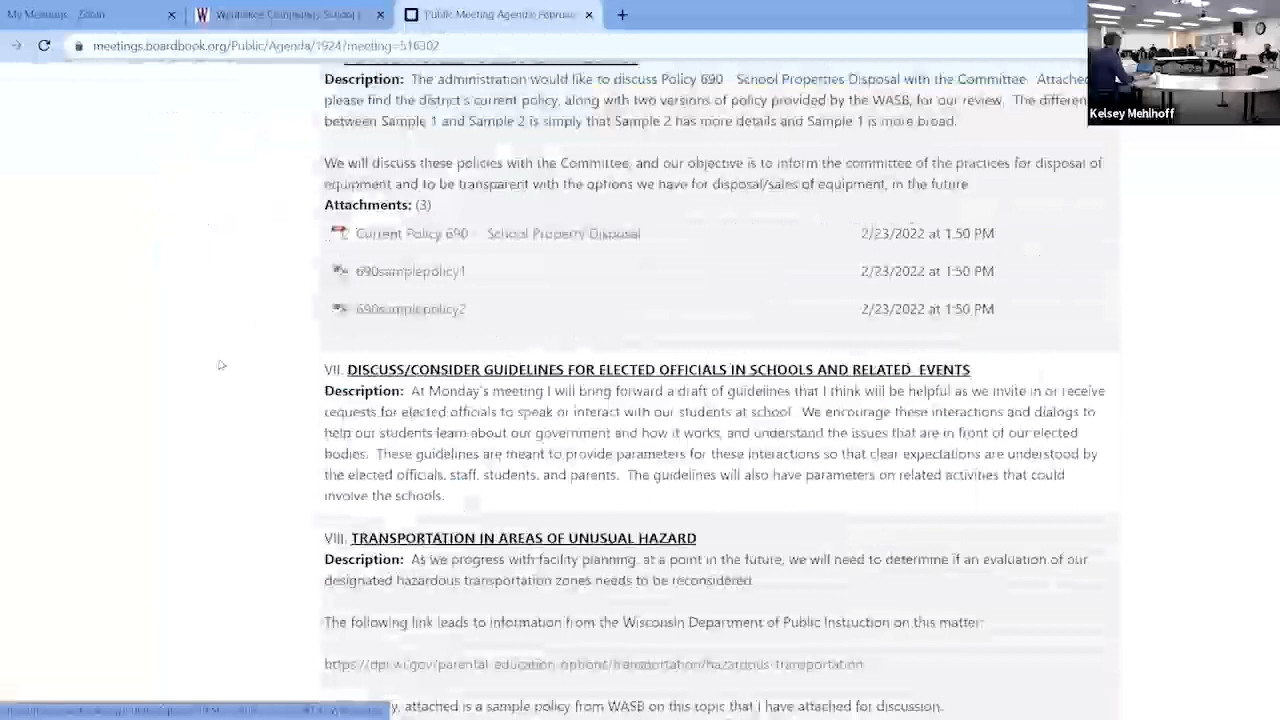 My Meetings - Zoom
Waunakee Community School
Public Meeting Agenda: Februar
meetings.boardbook.org/Public/Agenda/1924?meeting=516302
Description: The administration would like to discuss Policy 690 School Properties Disposal with the Committee Attached
please find our district current policy, along with two versions of policy provided by the WASB, for our review. The differen
between Sample 1 and Sample 2 is simply that Sample 2 has more details and Sample 1 is more broad.
We will discuss these policies with the Committee, and our objective is to inform the committee of the practices for disposal of
equipment and to be transparent with the options we have for disposal/sales of equipment, in the future
Attachments: (3)
Current Policy 690 - School Property Disposal 2/23/2022 at 1:50 PM
690samplepolicy1 2/23/2022 at 1:50 PM
690samplepolicy2 2/23/2022 at 1:50 PM
VII. DISCUSS/CONSIDER GUIDELINES FOR ELECTED OFFICIALS IN SCHOOLS AND RELATED EVENTS
Description: At Monday's meeting I will bring forward a draft of guidelines that I think will be helpful as we invite in or receive
requests for elected officials to speak or interact with our students at school. We encourage these interactions and dialogs to
help our students learn about our government and how it works, and understand the issues that are in front of our elected
bodies. These guidelines are meant to provide parameters for these interactions so that clear expectations are understood by
the elected officials, staff, students, and parents. The guidelines will also have parameters on related activities that could
involve the schools.
VIII. TRANSPORTATION IN AREAS OF UNUSUAL HAZARD
Description: As we progress with facility planning, at a point in the future, we will need to determine if an evaluation of our
designated hazardous transportation zones needs to be reconsidered.
The following link leads to information from the Wisconsin Department of Public Instruction on this matter:
https://dpi.wi.gov/parental-education-options/transportation/hazardous-transportation
y, attached is a sample policy from WASB on this topic that I have attached for discussion.
Kelsey Mehlhoff